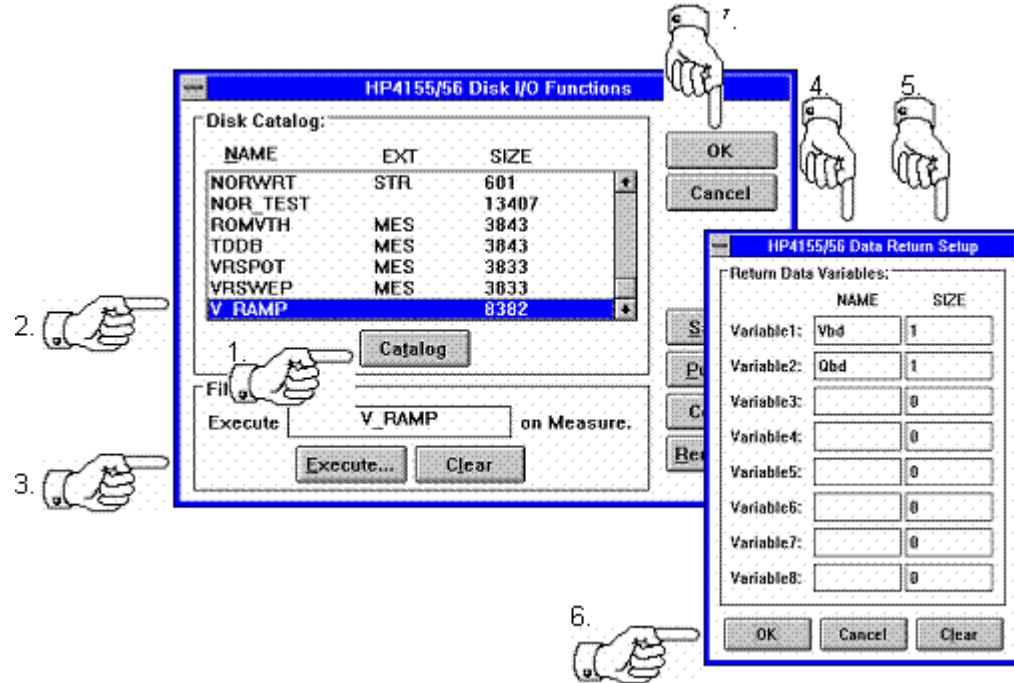 7.
HP4155/56 Disk I/O Functions
4.
5.
Disk Catalog:
NAME EXT SIZE
NORWRT STR 601
NOR_TEST 13407
ROMVTH MES 3843
TDDB MES 3843
VRSPOT MES 3833
VRSWEP MES 3833
V_RAMP 8382
OK
Cancel
2.
1.
Catalog
Fil
Execute V_RAMP on Measure.
Execute... Clear
3.
S
Pu
C
Re
HP4155/56 Data Return Setup
Return Data Variables:
NAME SIZE
Variable1: Vbd 1
Variable2: Qbd 1
Variable3: 0
Variable4: 0
Variable5: 0
Variable6: 0
Variable7: 0
Variable8: 0
6.
OK Cancel Clear